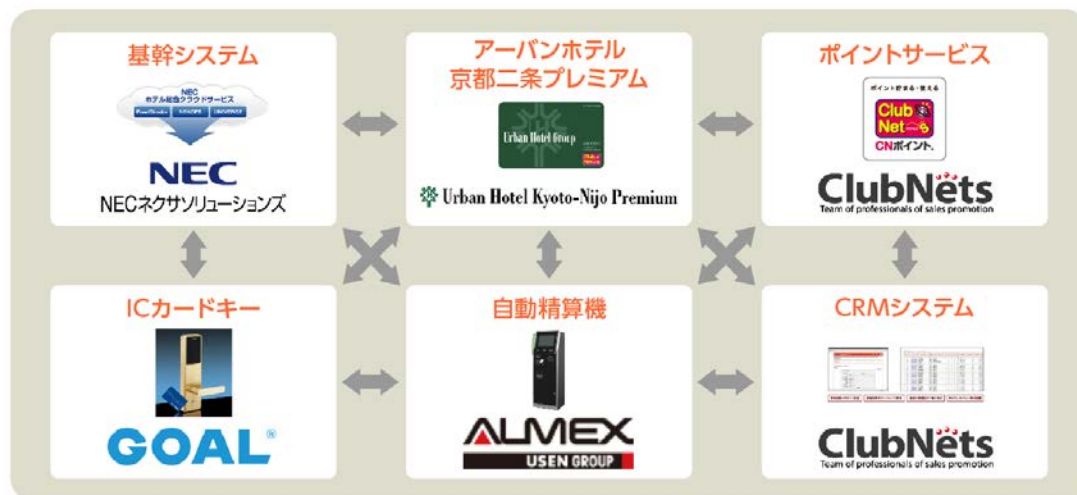 基幹システム
NEC
ホテル総合クラウドサービス
NEC
NECネクサソリューションズ
アーバンホテル
京都二条プレミアム
Urban Hotel Group
Urban Hotel Kyoto-Nijo Premium
ポイントサービス
ポイント貯まる・使える
Club
Net
CNポイント
ClubNets
Team of professionals of sales promotion
ICカードキー
GOAL®
自動精算機
ALMEX
USEN GROUP
CRMシステム
ClubNets
Team of professionals of sales promotion